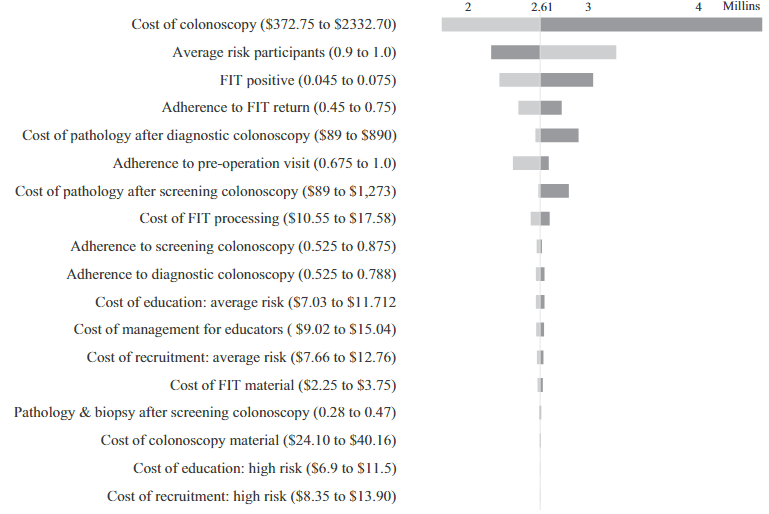 2 2.61 3 4 Millins
Cost of colonoscopy ($372.75 to $2332.70)
Average risk participants (0.9 to 1.0)
FIT positive (0.045 to 0.075)
Adherence to FIT return (0.45 to 0.75)
Cost of pathology after diagnostic colonoscopy ($89 to $890)
Adherence to pre-operation visit (0.675 to 1.0)
Cost of pathology after screening colonoscopy ($89 to $1,273)
Cost of FIT processing ($10.55 to $17.58)
Adherence to screening colonoscopy (0.525 to 0.875)
Adherence to diagnostic colonoscopy (0.525 to 0.788)
Cost of education: average risk ($7.03 to $11.712
Cost of management for educators ( $9.02 to $15.04)
Cost of recruitment: average risk ($7.66 to $12.76)
Cost of FIT material ($2.25 to $3.75)
Pathology & biopsy after screening colonoscopy (0.28 to 0.47)
Cost of colonoscopy material ($24.10 to $40.16)
Cost of education: high risk ($6.9 to $11.5)
Cost of recruitment: high risk ($8.35 to $13.90)